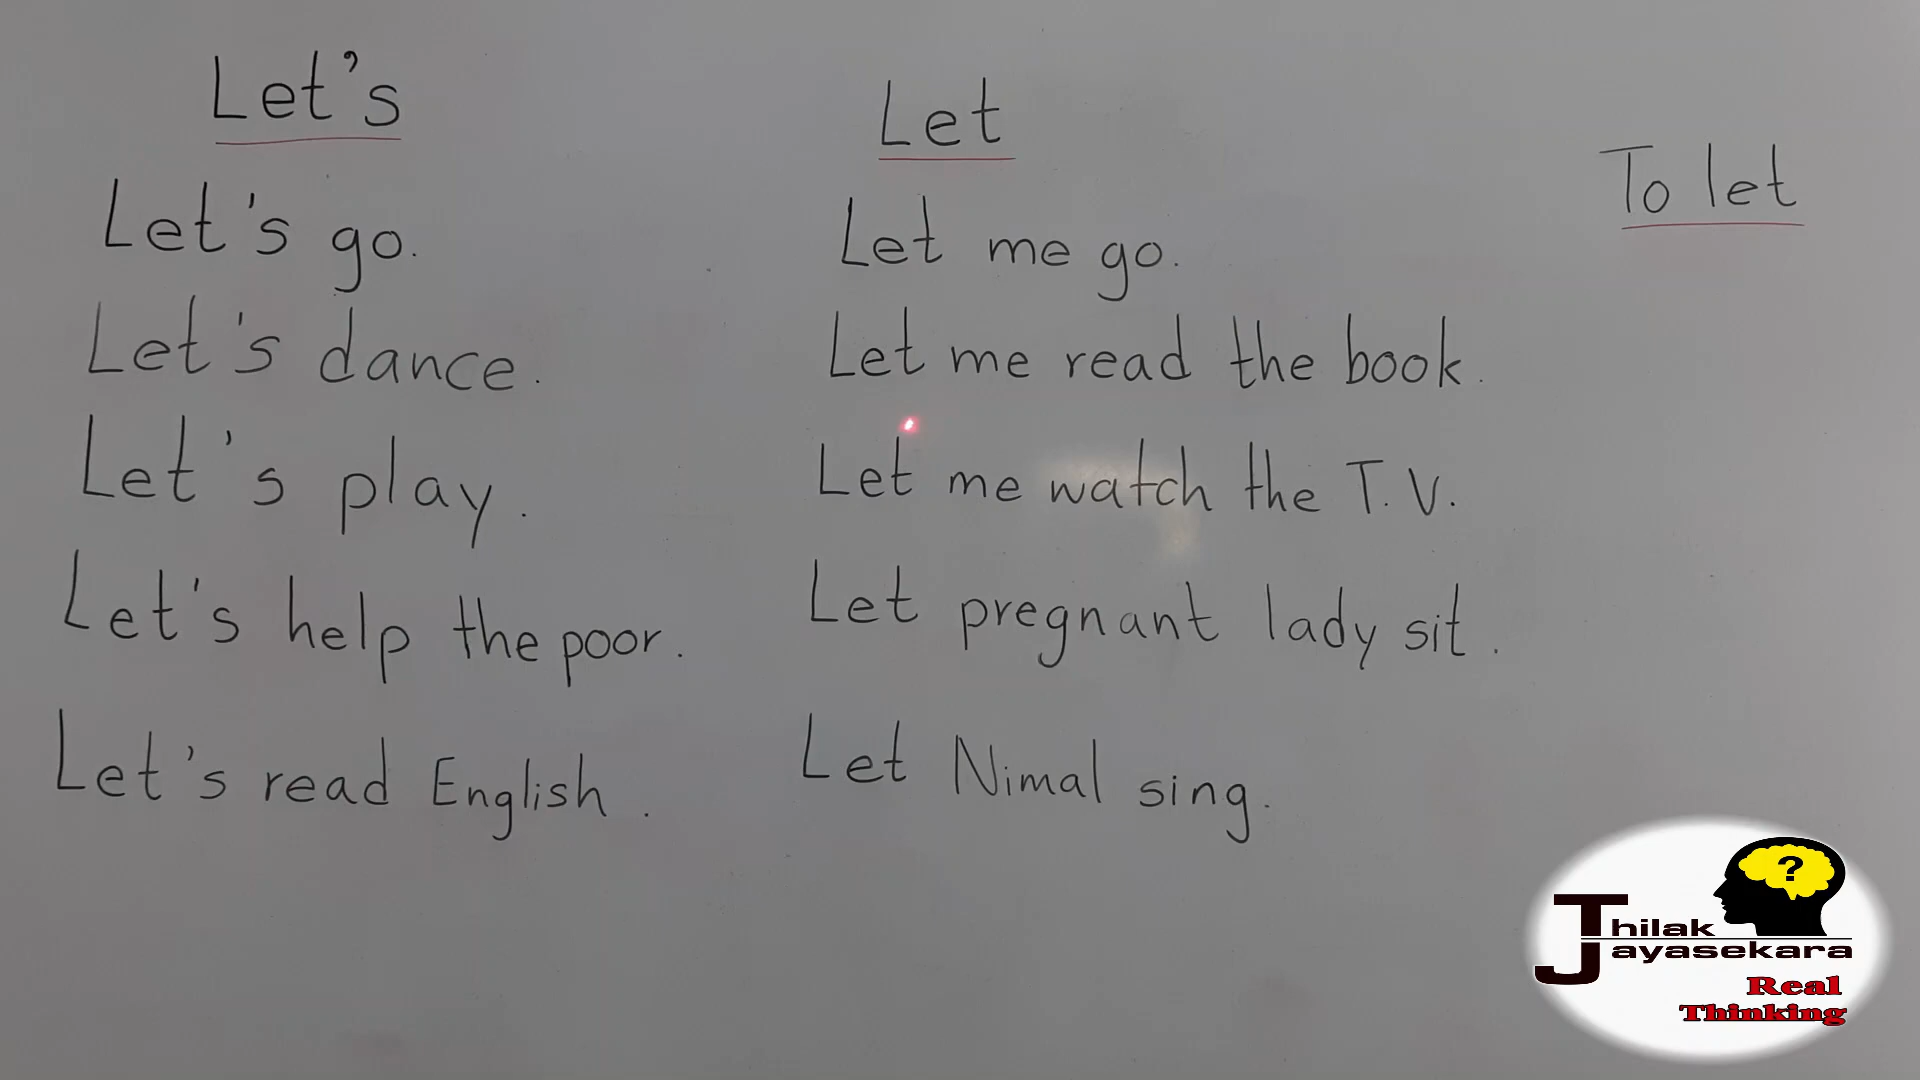 Let's
Let's go.
Let's dance.
Let's play.
Let's help the poor.
Let's read English.
Let
Let me go.
Let me read the book.
Let me watch the T.V.
Let pregnant lady sit.
Let Nimal sing.
To let
?
Thilak
Jayasekara
Real
Thinking